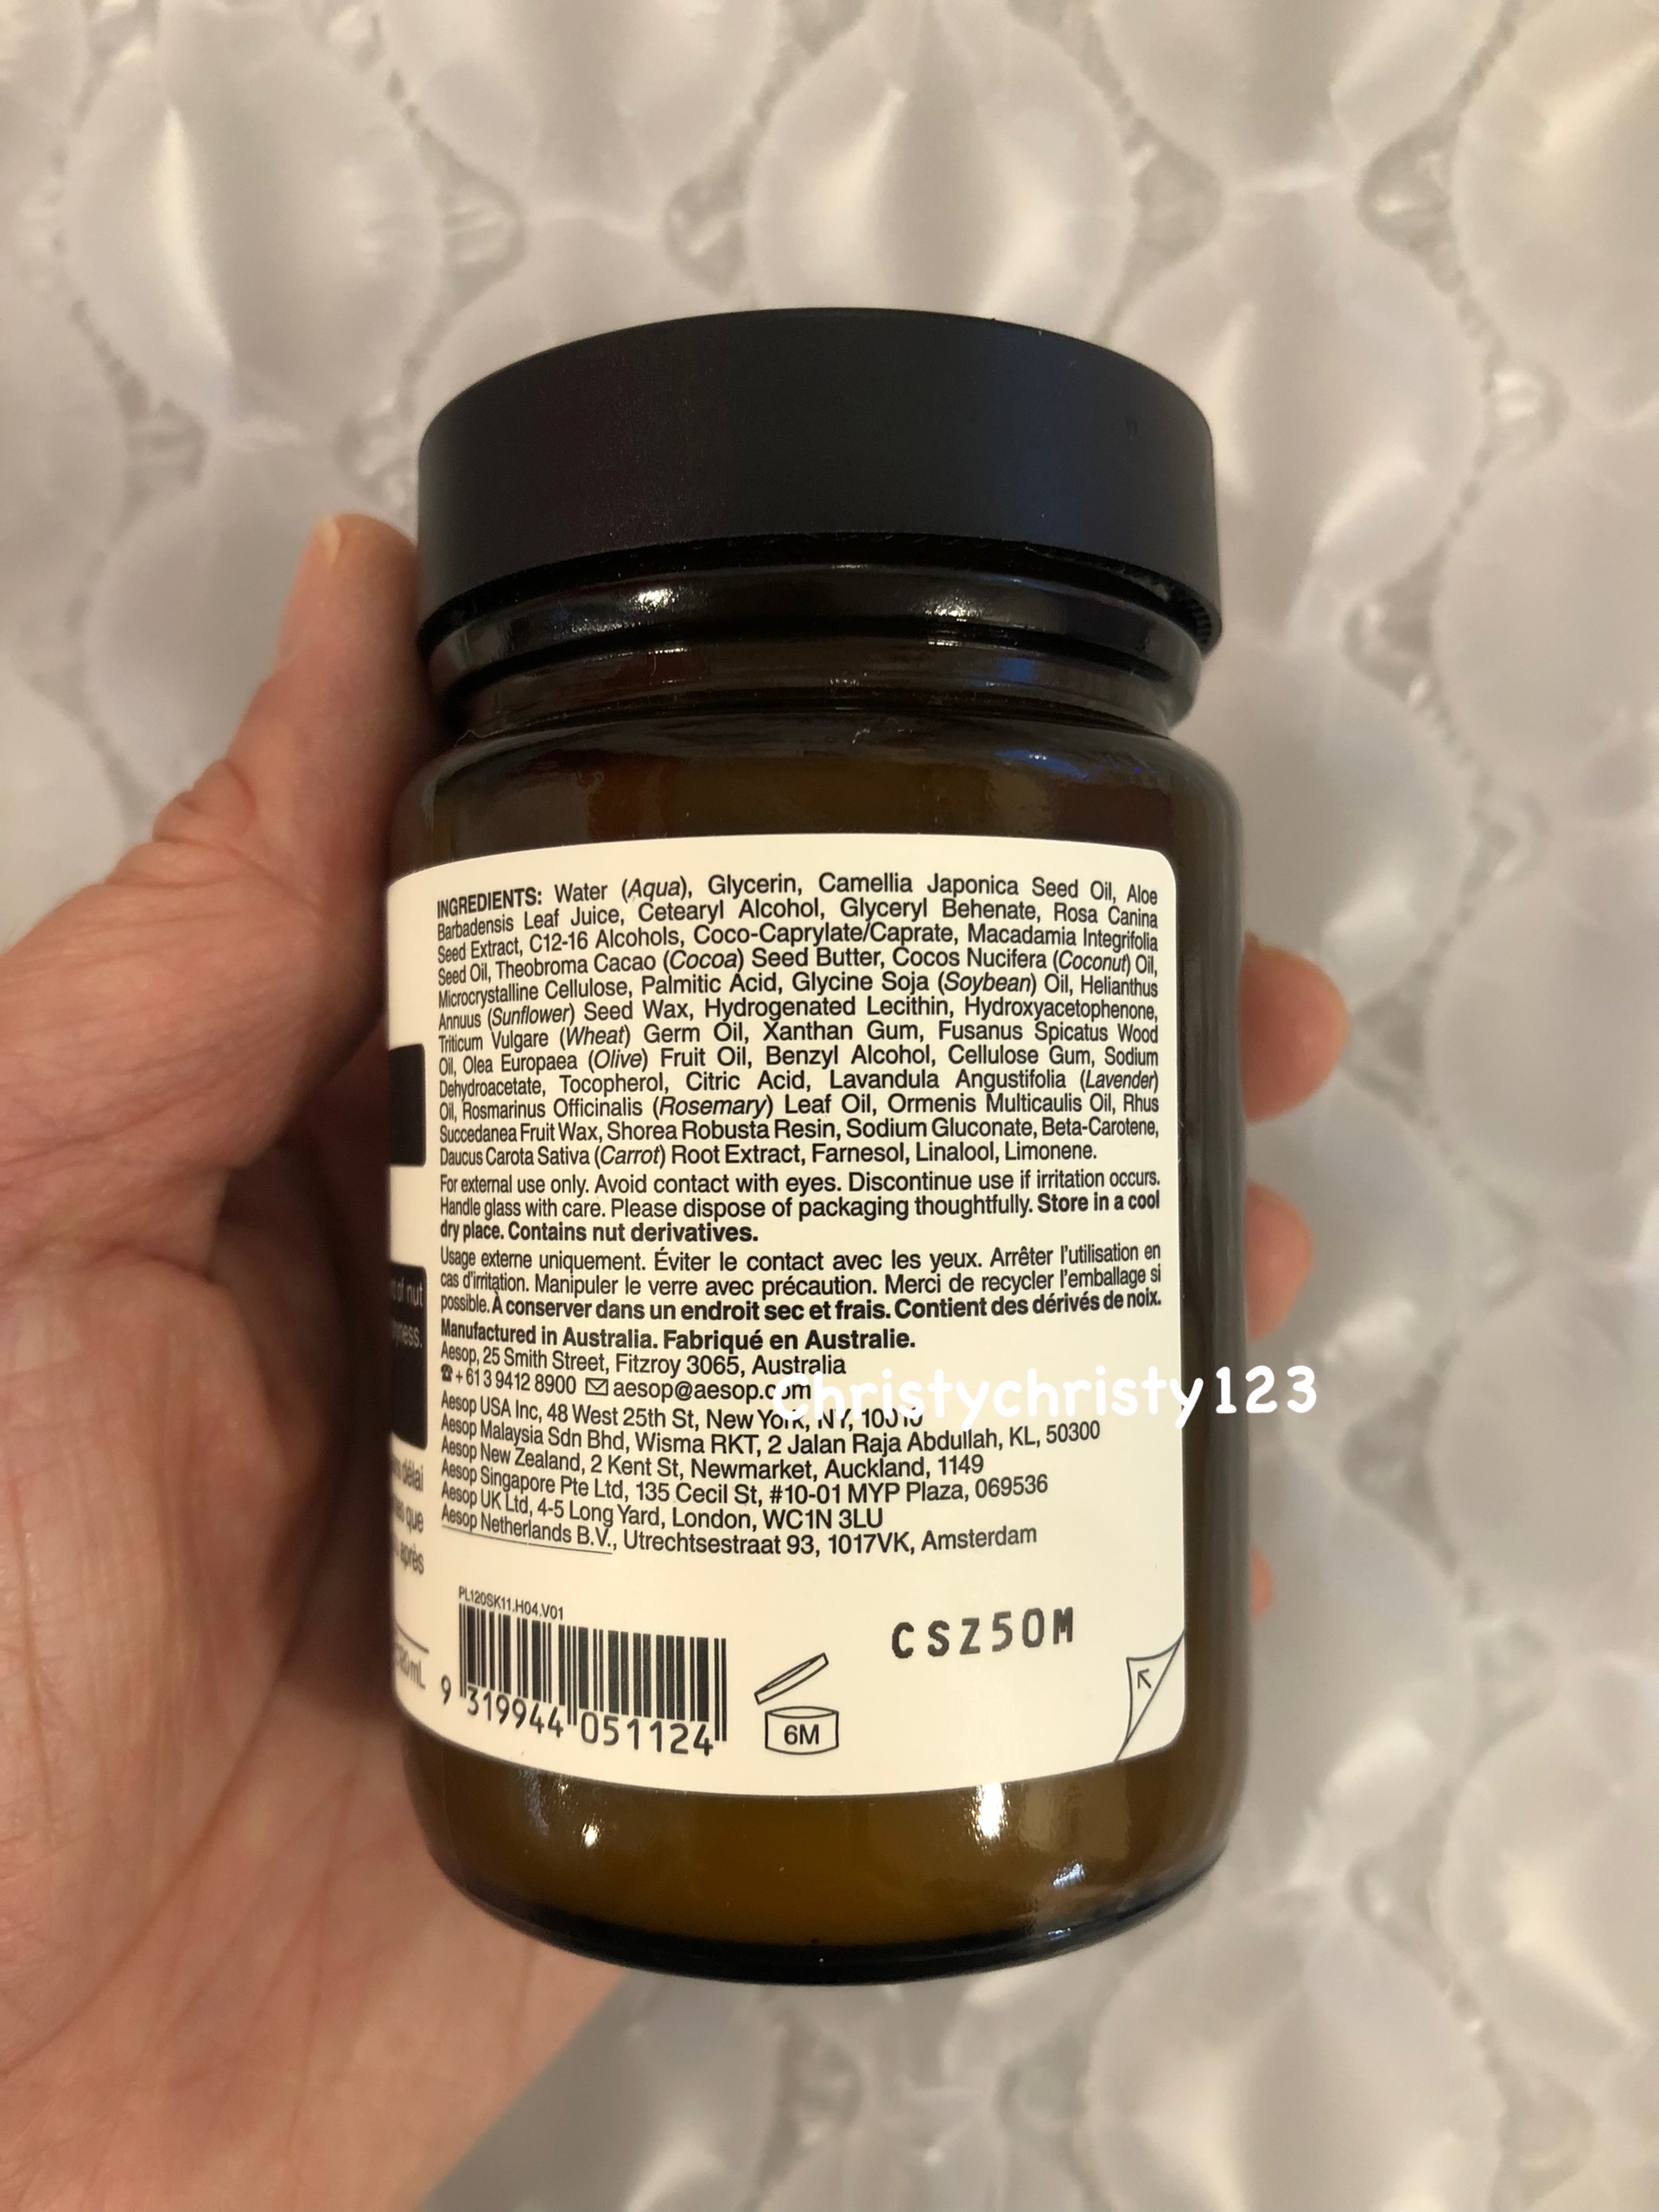 INGREDIENTS: Water (Aqua), Glycerin, Camellia Japonica Seed Oil, Aloe
Barbadensis Leaf Juice, Cetearyl Alcohol, Glyceryl Behenate, Rosa Canina
Seed Extract, C12-16 Alcohols, Coco-Caprylate/Caprate, Macadamia Integrifolia
Seed Oil, Theobroma Cacao (Cocoa) Seed Butter, Cocos Nucifera (Coconut) Oil,
Microcrystalline Cellulose, Palmitic Acid, Glycine Soja (Soybean) Oil, Helianthus
Annuus (Sunflower) Seed Wax, Hydrogenated Lecithin, Hydroxyacetophenone,
Triticum Vulgare (Wheat) Germ Oil, Xanthan Gum, Fusanus Spicatus Wood
Oil, Olea Europaea (Olive) Fruit Oil, Benzyl Alcohol, Cellulose Gum, Sodium
Dehydroacetate, Tocopherol, Citric Acid, Lavandula Angustifolia (Lavender)
Oil, Rosmarinus Officinalis (Rosemary) Leaf Oil, Ormenis Multicaulis Oil, Rhus
Succedanea Fruit Wax, Shorea Robusta Resin, Sodium Gluconate, Beta-Carotene,
Daucus Carota Sativa (Carrot) Root Extract, Farnesol, Linalool, Limonene.
For external use only. Avoid contact with eyes. Discontinue use if irritation occurs.
Handle glass with care. Please dispose of packaging thoughtfully. Store in a cool
dry place. Contains nut derivatives.
Usage externe uniquement. Éviter le contact avec les yeux. Arrêter l'utilisation en
cas d'irritation. Manipuler le verre avec précaution. Merci de recycler l'emballage si
possible. À conserver dans un endroit sec et frais. Contient des dérivés de noix.
Manufactured in Australia. Fabriqué en Australie.
Aesop, 25 Smith Street, Fitzroy 3065, Australia
☎+61 3 9412 8900 ✉ aesop@aesop.com
Christychristy123
Aesop USA Inc, 48 West 25th St, New York, NY,
Aesop Malaysia Sdn Bhd, Wisma RKT, 2 Jalan Raja Abdullah, KL, 50300
Aesop New Zealand, 2 Kent St, Newmarket, Auckland, 1149
Aesop Singapore Pte Ltd, 135 Cecil St, #10-01 MYP Plaza, 069536
Aesop UK Ltd, 4-5 Long Yard, London, WC1N 3LU
Aesop Netherlands B.V., Utrechtsestraat 93, 1017VK, Amsterdam
PL120SK11.H04.V01
CSZ50M
9 319944 051124
6M
of nut
délai
que
après